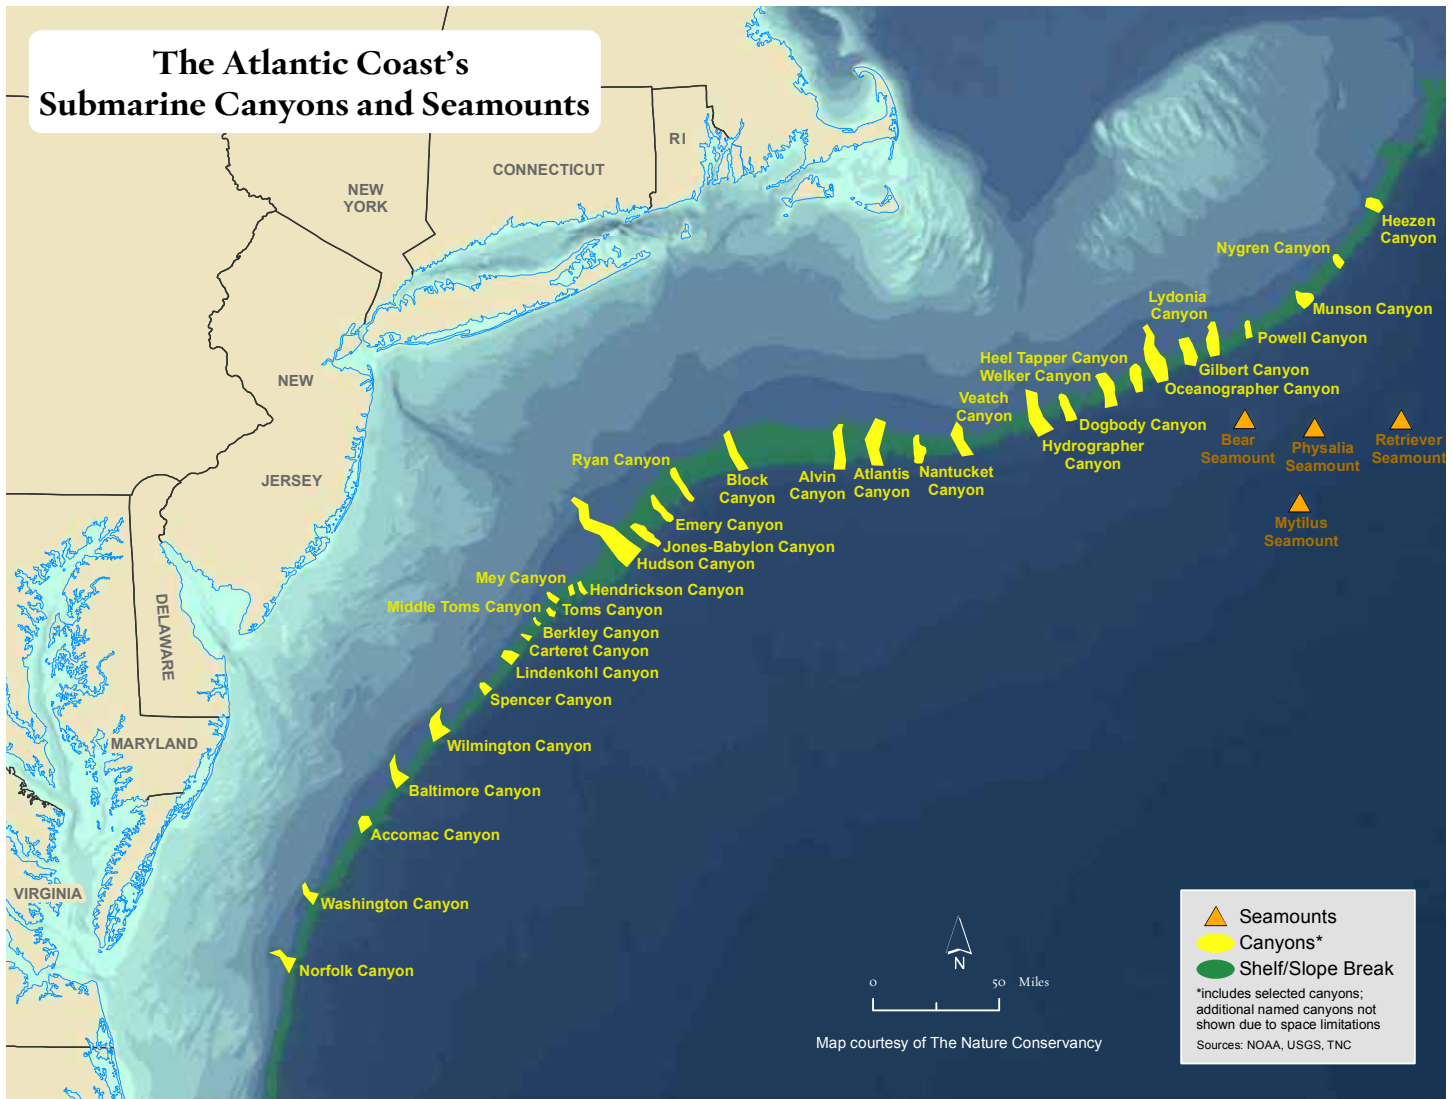 The Atlantic Coast's
Submarine Canyons and Seamounts
RI
CONNECTICUT
NEW
YORK
Heezen
Canyon
Nygren Canyon
Lydonia
Canyon
Munson Canyon
Powell Canyon
Heel Tapper Canyon
Welker Canyon
Gilbert Canyon
Oceanographer Canyon
NEW
JERSEY
Veatch
Canyon
Dogbody Canyon
Hydrographer
Canyon
Bear
Seamount
Physalia
Seamount
Retriever
Seamount
Mytilus
Seamount
Ryan Canyon
Block
Canyon
Alvin
Canyon
Atlantis
Canyon
Nantucket
Canyon
Emery Canyon
Jones-Babylon Canyon
Hudson Canyon
Mey Canyon
Hendrickson Canyon
Middle Toms Canyon
Toms Canyon
Berkley Canyon
Carteret Canyon
Lindenkohl Canyon
Spencer Canyon
DELAWARE
MARYLAND
Wilmington Canyon
Baltimore Canyon
Accomac Canyon
VIRGINIA
Washington Canyon
Norfolk Canyon
N
0 50 Miles
Map courtesy of The Nature Conservancy
Seamounts
Canyons*
Shelf/Slope Break
*includes selected canyons;
additional named canyons not
shown due to space limitations
Sources: NOAA, USGS, TNC